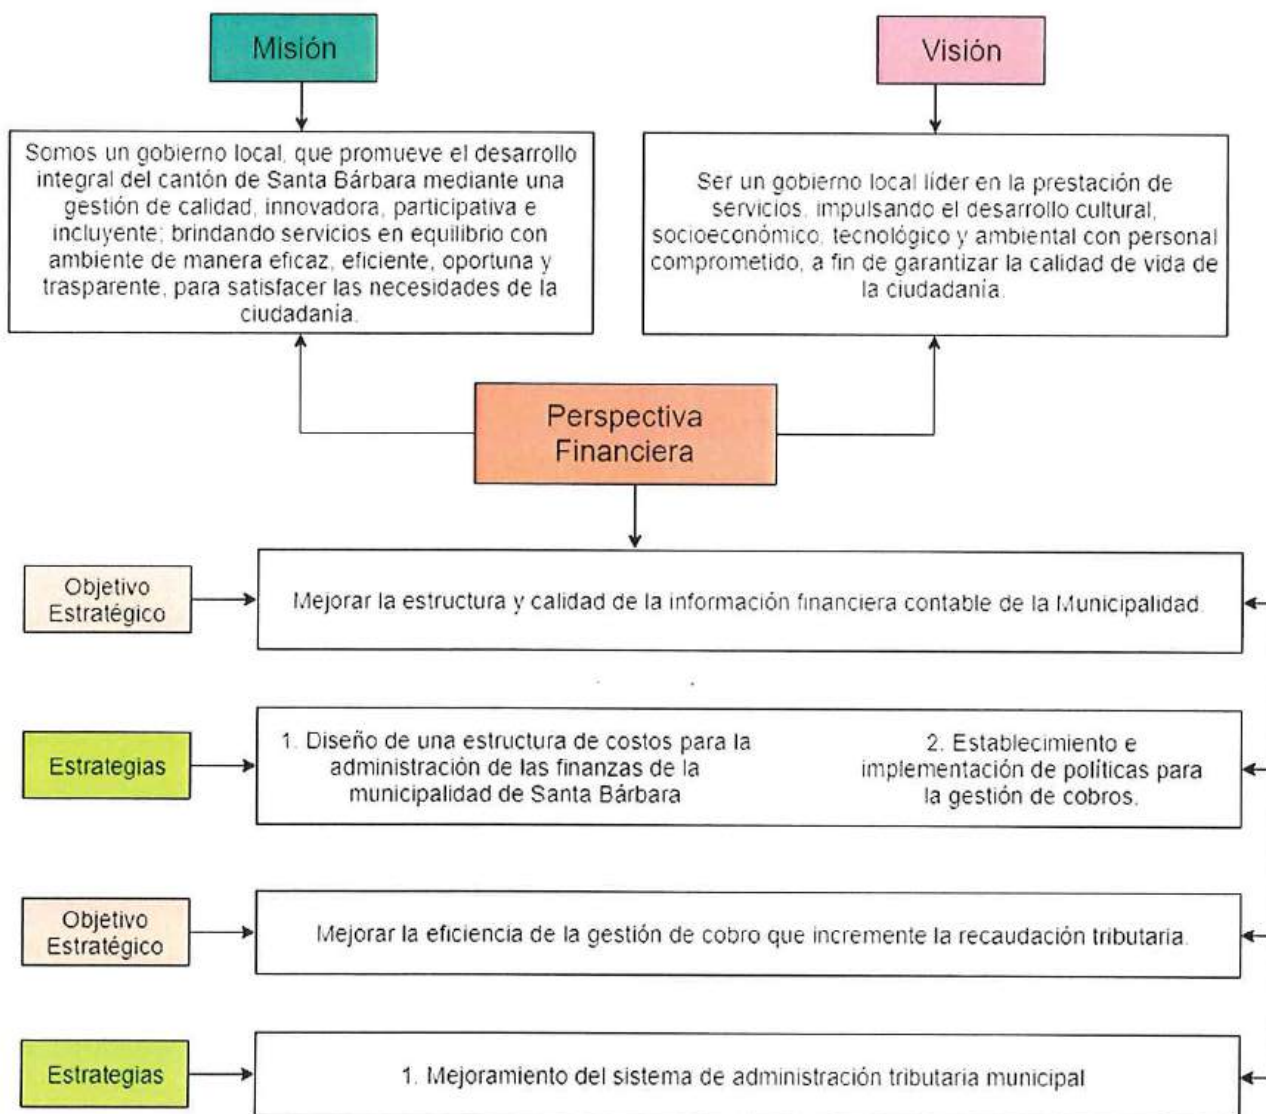 Misión
Visión
Somos un gobierno local, que promueve el desarrollo
integral del cantón de Santa Bárbara mediante una
gestión de calidad, innovadora, participativa e
incluyente; brindando servicios en equilibrio con
ambiente de manera eficaz, eficiente, oportuna y
trasparente, para satisfacer las necesidades de la
ciudadanía.
Ser un gobierno local líder en la prestación de
servicios, impulsando el desarrollo cultural,
socioeconómico, tecnológico y ambiental con personal
comprometido, a fin de garantizar la calidad de vida de
la ciudadanía.
Perspectiva
Financiera
Objetivo
Estratégico
Mejorar la estructura y calidad de la información financiera contable de la Municipalidad.
Estrategias
1. Diseño de una estructura de costos para la
administración de las finanzas de la
municipalidad de Santa Bárbara
2. Establecimiento e
implementación de políticas para
la gestión de cobros.
Objetivo
Estratégico
Mejorar la eficiencia de la gestión de cobro que incremente la recaudación tributaria.
Estrategias
1. Mejoramiento del sistema de administración tributaria municipal